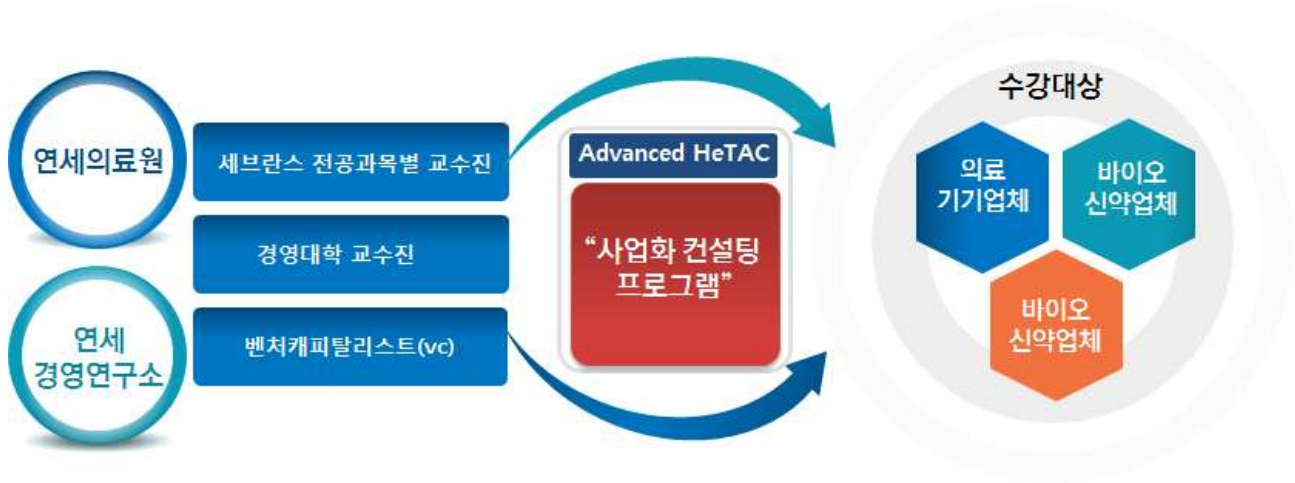 연세의료원
연세
경영연구소
세브란스 전공과목별 교수진
경영대학 교수진
벤처캐피탈리스트(vc)
Advanced HeTAC
“사업화 컨설팅
프로그램”
수강대상
의료
기기업체
바이오
신약업체
바이오
신약업체